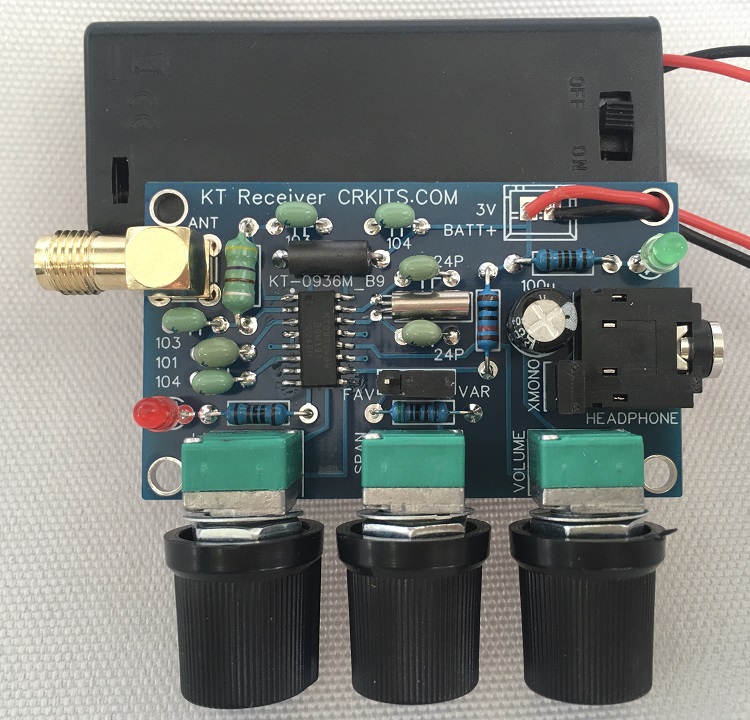 OFF
ON
KT Receiver CRKITS.COM
ANT
3V
BATT+
103
104
24P
KT-0936M_B9
100u
103
101
104
24P
XMONO
FAV
VAR
HEADPHONE
SPAN
VOLUME